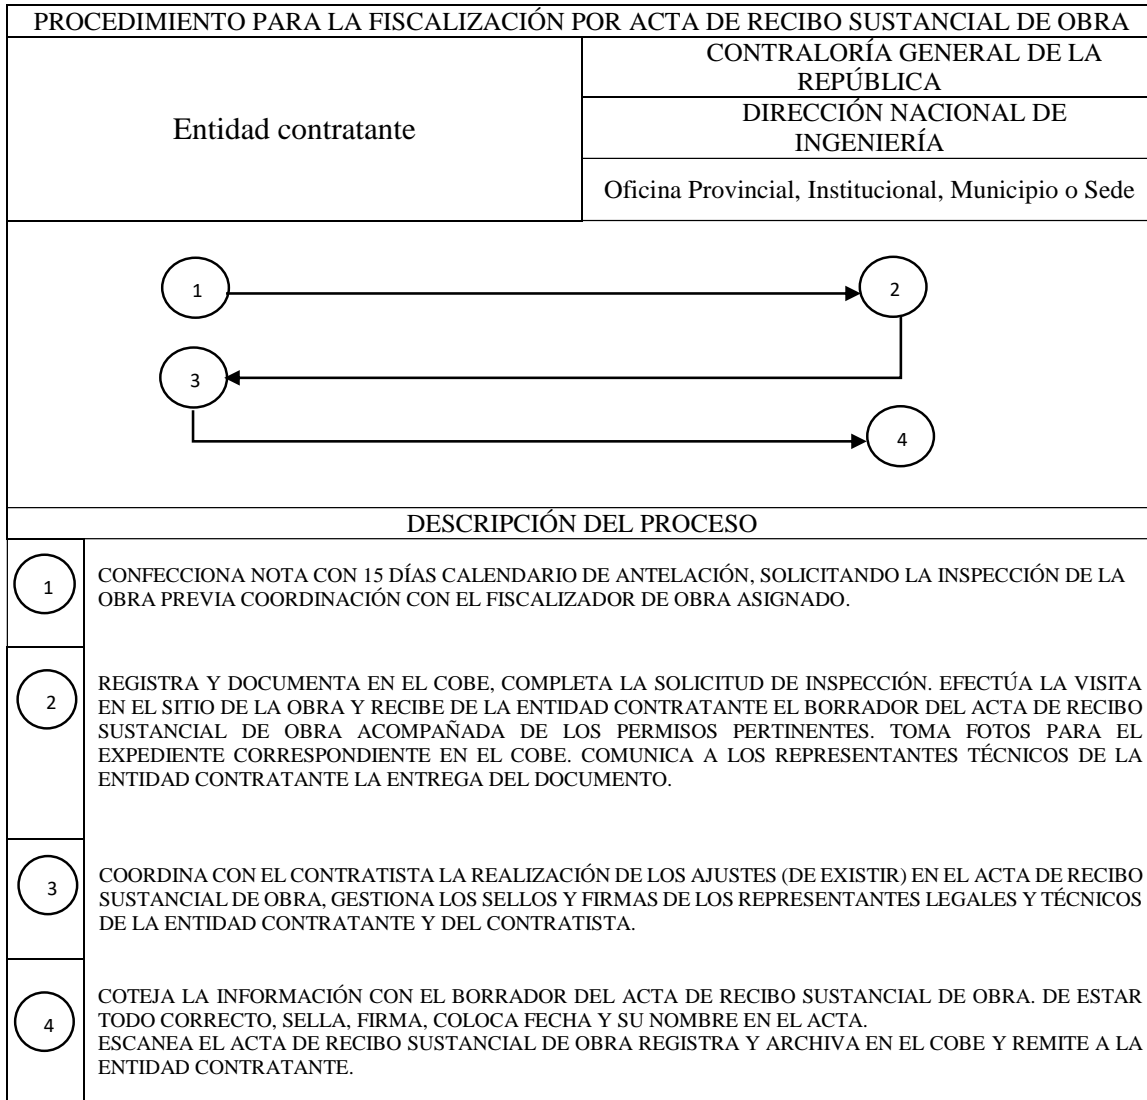 PROCEDIMIENTO PARA LA FISCALIZACIÓN POR ACTA DE RECIBO SUSTANCIAL DE OBRA
Entidad contratante
CONTRALORÍA GENERAL DE LA
REPÚBLICA
DIRECCIÓN NACIONAL DE
INGENIERÍA
Oficina Provincial, Institucional, Municipio o Sede
1
2
3
4
DESCRIPCIÓN DEL PROCESO
1
CONFECCIONA NOTA CON 15 DÍAS CALENDARIO DE ANTELACIÓN, SOLICITANDO LA INSPECCIÓN DE LA
OBRA PREVIA COORDINACIÓN CON EL FISCALIZADOR DE OBRA ASIGNADO.
2
REGISTRA Y DOCUMENTA EN EL COBE, COMPLETA LA SOLICITUD DE INSPECCIÓN. EFECTÚA LA VISITA
EN EL SITIO DE LA OBRA Y RECIBE DE LA ENTIDAD CONTRATANTE EL BORRADOR DEL ACTA DE RECIBO
SUSTANCIAL DE OBRA ACOMPAÑADA DE LOS PERMISOS PERTINENTES. TOMA FOTOS PARA EL
EXPEDIENTE CORRESPONDIENTE EN EL COBE. COMUNICA A LOS REPRESENTANTES TÉCNICOS DE LA
ENTIDAD CONTRATANTE LA ENTREGA DEL DOCUMENTO.
3
COORDINA CON EL CONTRATISTA LA REALIZACIÓN DE LOS AJUSTES (DE EXISTIR) EN EL ACTA DE RECIBO
SUSTANCIAL DE OBRA, GESTIONA LOS SELLOS Y FIRMAS DE LOS REPRESENTANTES LEGALES Y TÉCNICOS
DE LA ENTIDAD CONTRATANTE Y DEL CONTRATISTA.
4
COTEJA LA INFORMACIÓN CON EL BORRADOR DEL ACTA DE RECIBO SUSTANCIAL DE OBRA. DE ESTAR
TODO CORRECTO, SELLA, FIRMA, COLOCA FECHA Y SU NOMBRE EN EL ACTA.
ESCANEA EL ACTA DE RECIBO SUSTANCIAL DE OBRA REGISTRA Y ARCHIVA EN EL COBE Y REMITE A LA
ENTIDAD CONTRATANTE.